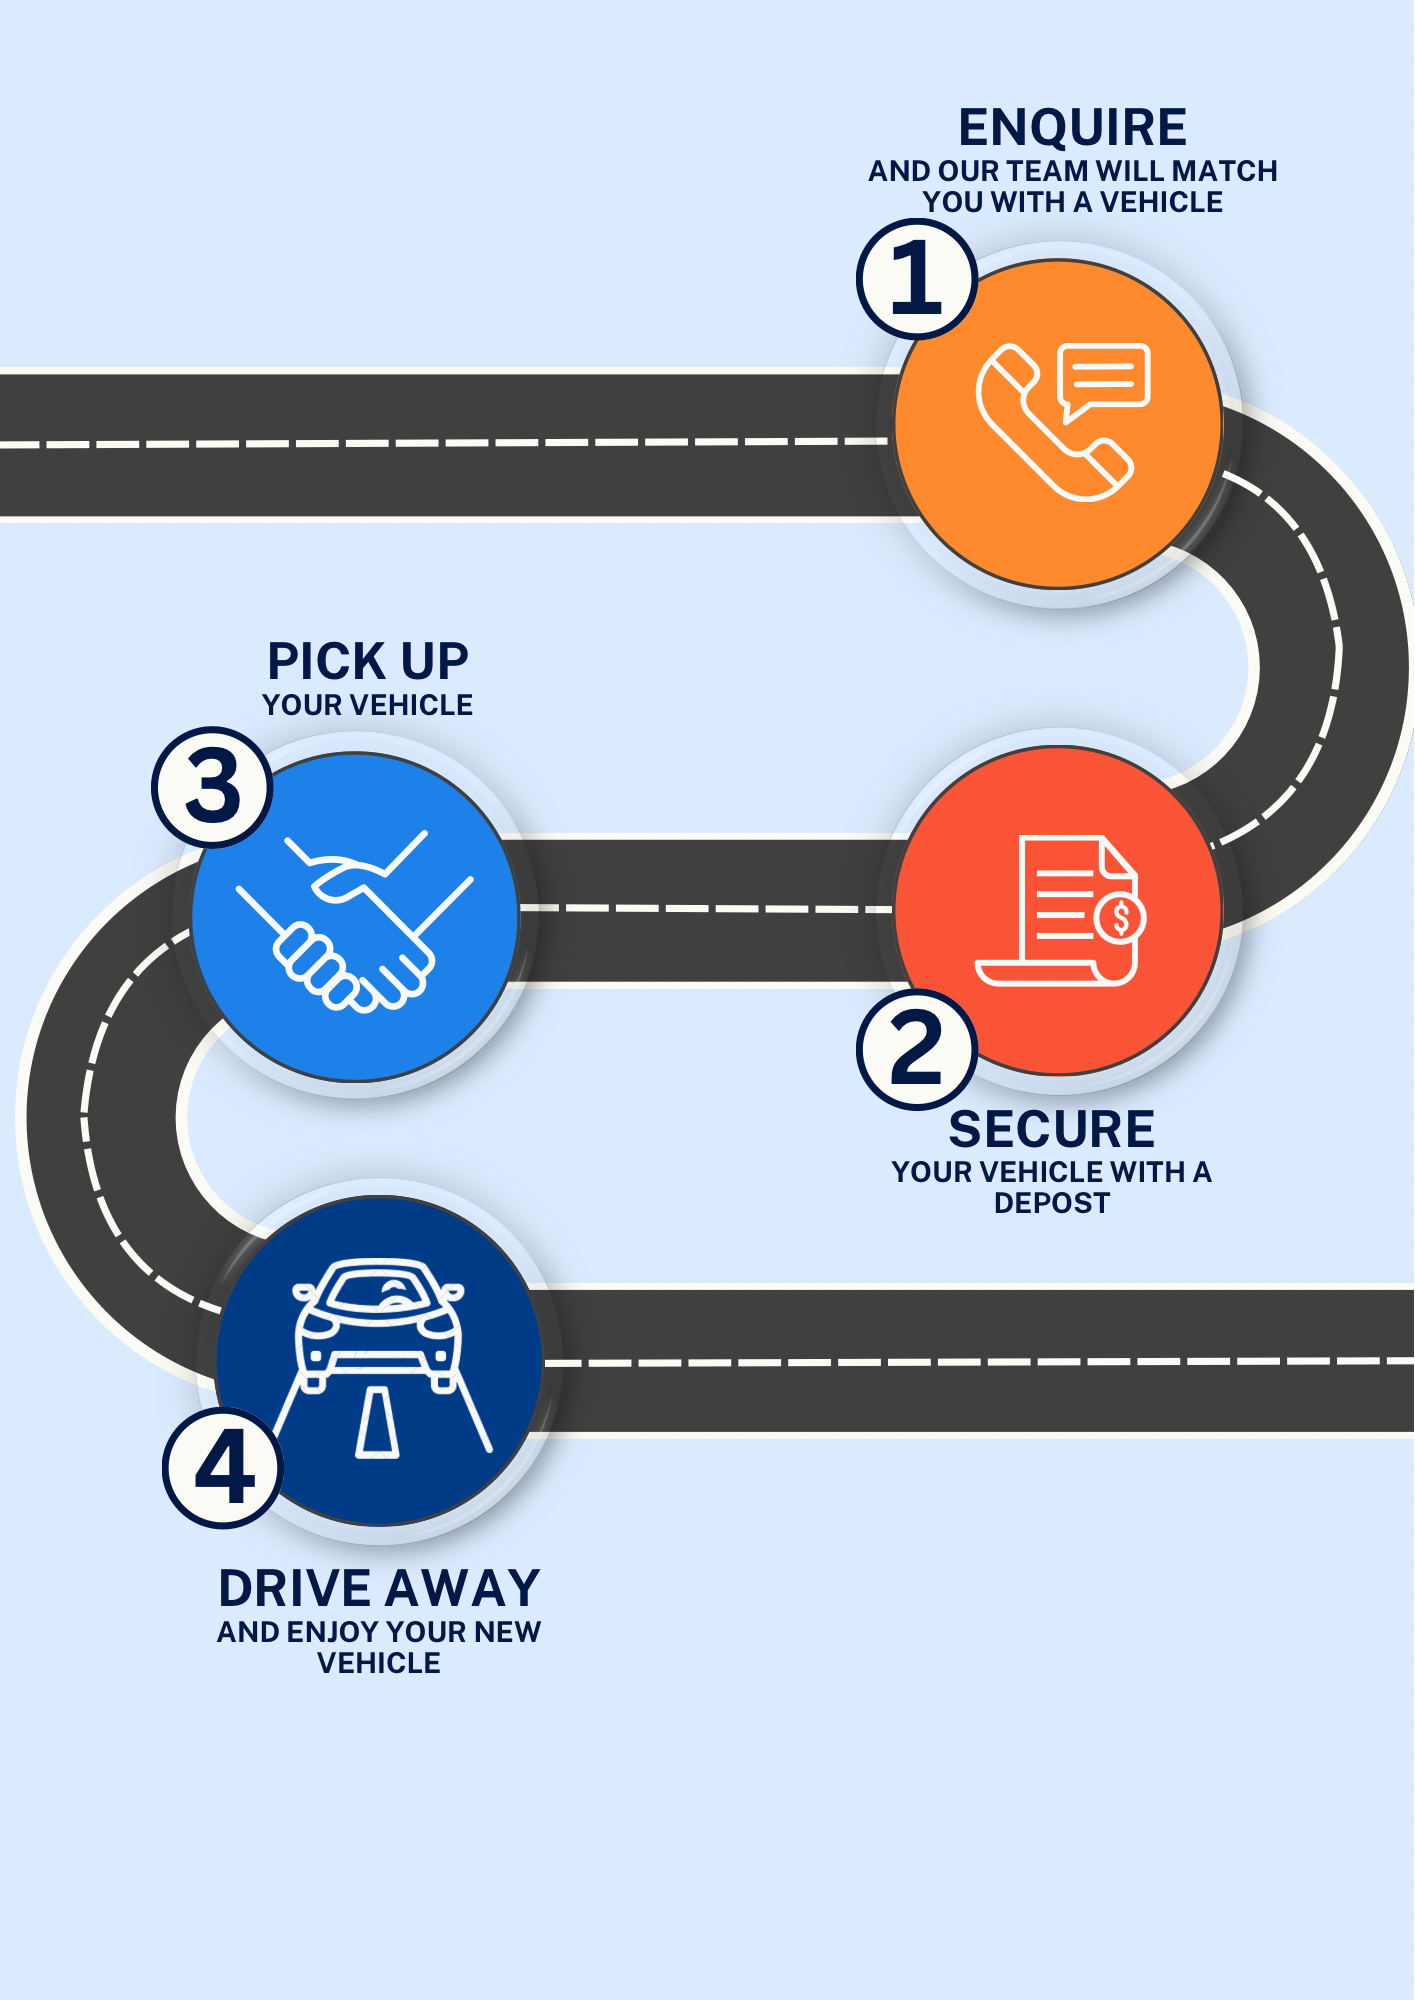 ENQUIRE
AND OUR TEAM WILL MATCH
YOU WITH A VEHICLE
1
PICK UP
YOUR VEHICLE
3
$
2
SECURE
YOUR VEHICLE WITH A
DEPOST
4
DRIVE AWAY
AND ENJOY YOUR NEW
VEHICLE